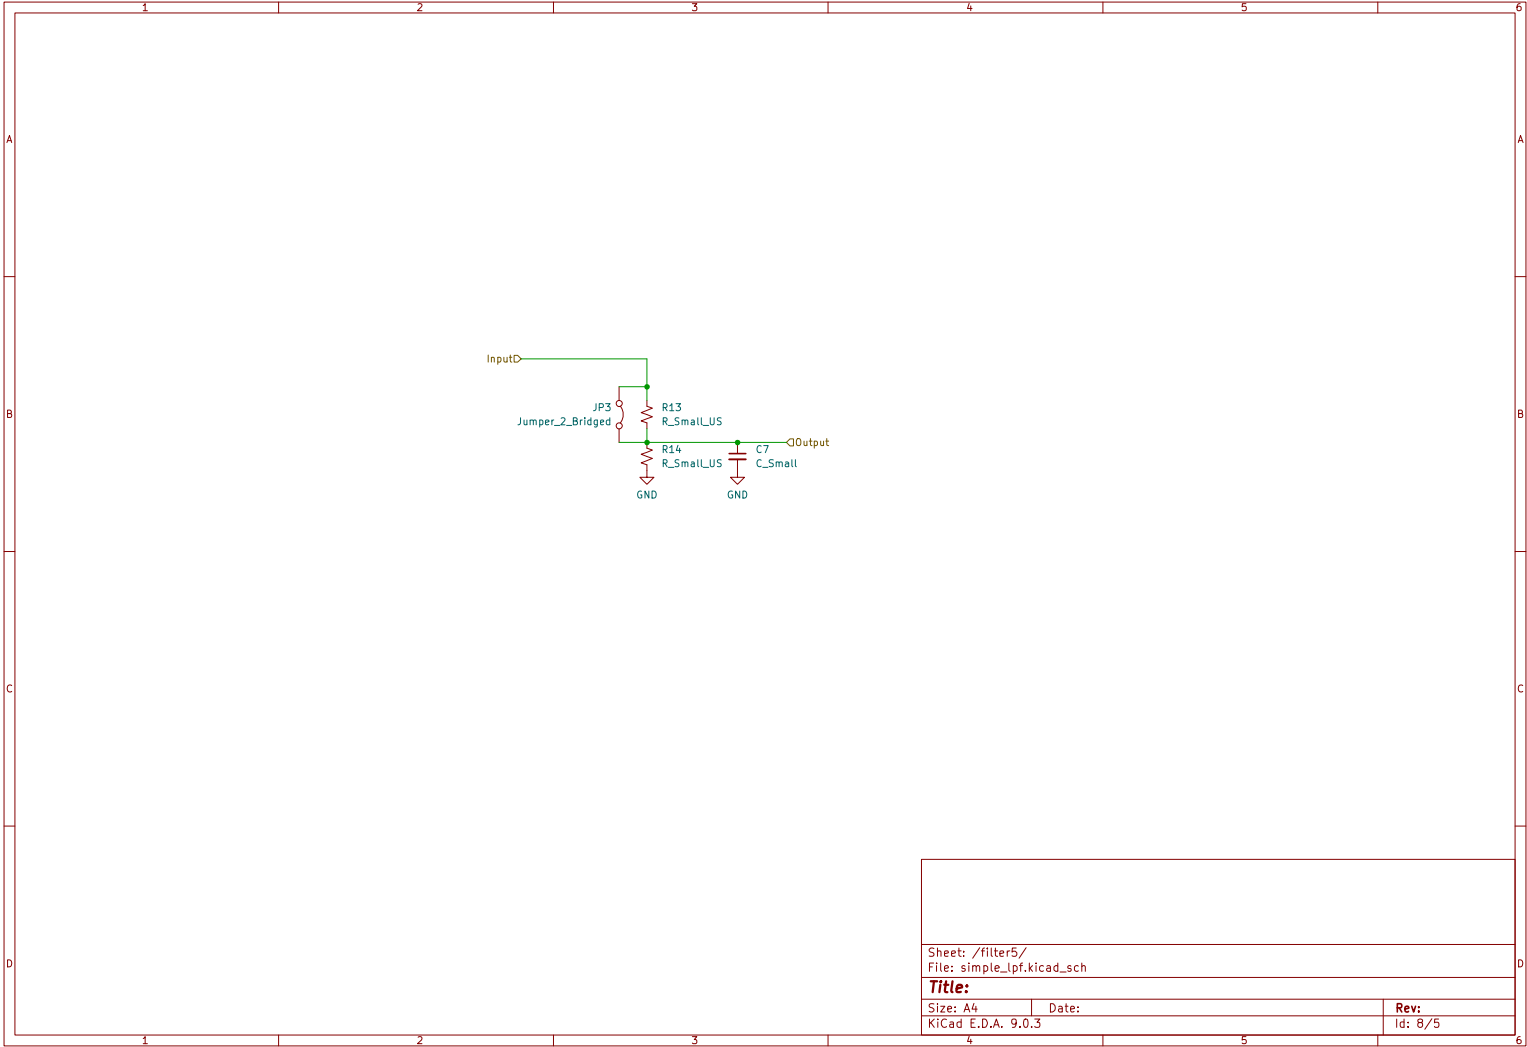 1 2 3 4 5 6
A A
Input
B B
JP3 R13
Jumper_2_Bridged R_Small_US
Output
R14 C7
R_Small_US C_Small
GND GND
C C
Sheet: /filter5/
File: simple_lpf.kicad_sch
D D
Title:
Size: A4 Date: Rev:
KiCad E.D.A. 9.0.3 Id: 8/5
1 2 3 4 5 6